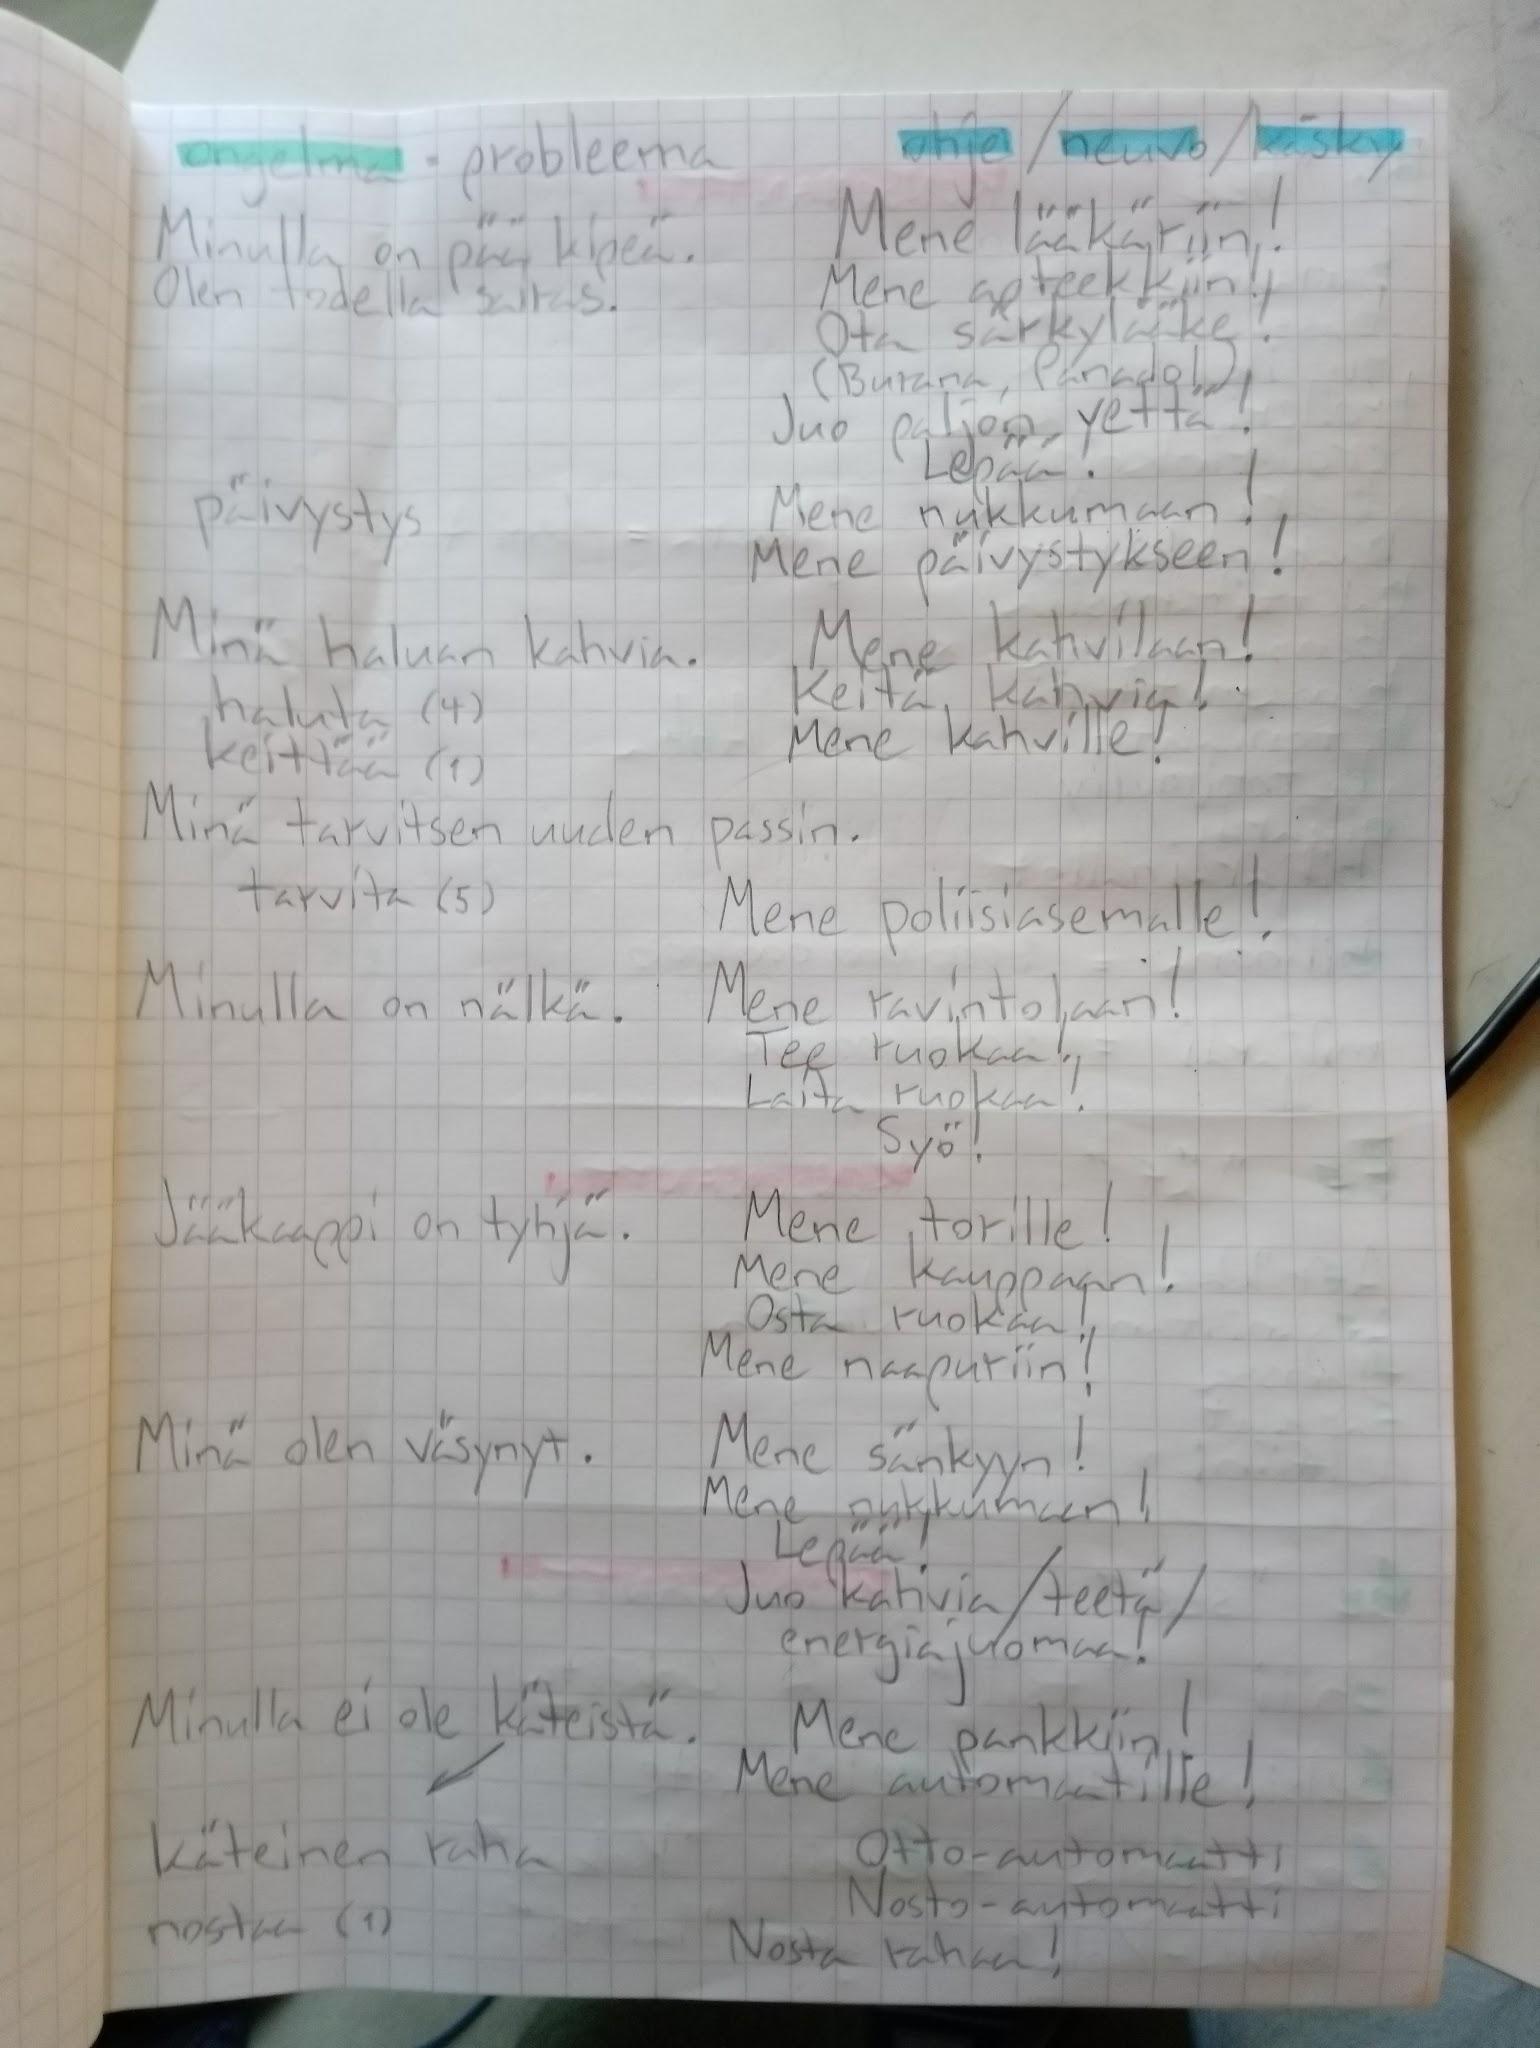 ongelma - probleema ohje / neuvo / käsky
Minulla on pää kipeä. Mene lääkäriin!
Olen todella sairas. Mene apteekkiin!
Ota särkylääke!
(Burana, Panadol)
Juo paljon vettä!
Lepää!
päivystys Mene nukkumaan!
Mene päivystykseen!
Minä haluan kahvia. Mene kahvilaan!
haluta (4) Keitä kahvia!
keittää (1) Mene kahville!
Minä tarvitsen uuden passin.
tarvita (5) Mene poliisiasemalle!
Minulla on nälkä. Mene ravintolaan!
Tee ruokaa!
Laita ruokaa!
Syö!
Jääkaappi on tyhjä. Mene torille!
Mene kauppaan!
Osta ruokaa!
Mene naapuriin!
Minä olen väsynyt. Mene sänkyyn!
Mene nukkumaan!
Lepää!
Juo kahvia / teetä /
energiajuomaa!
Minulla ei ole käteistä. Mene pankkiin!
Mene automaatille!
käteinen raha Otto-automaatti
Nosto-automaatti
nostaa (1) Nosta rahaa!